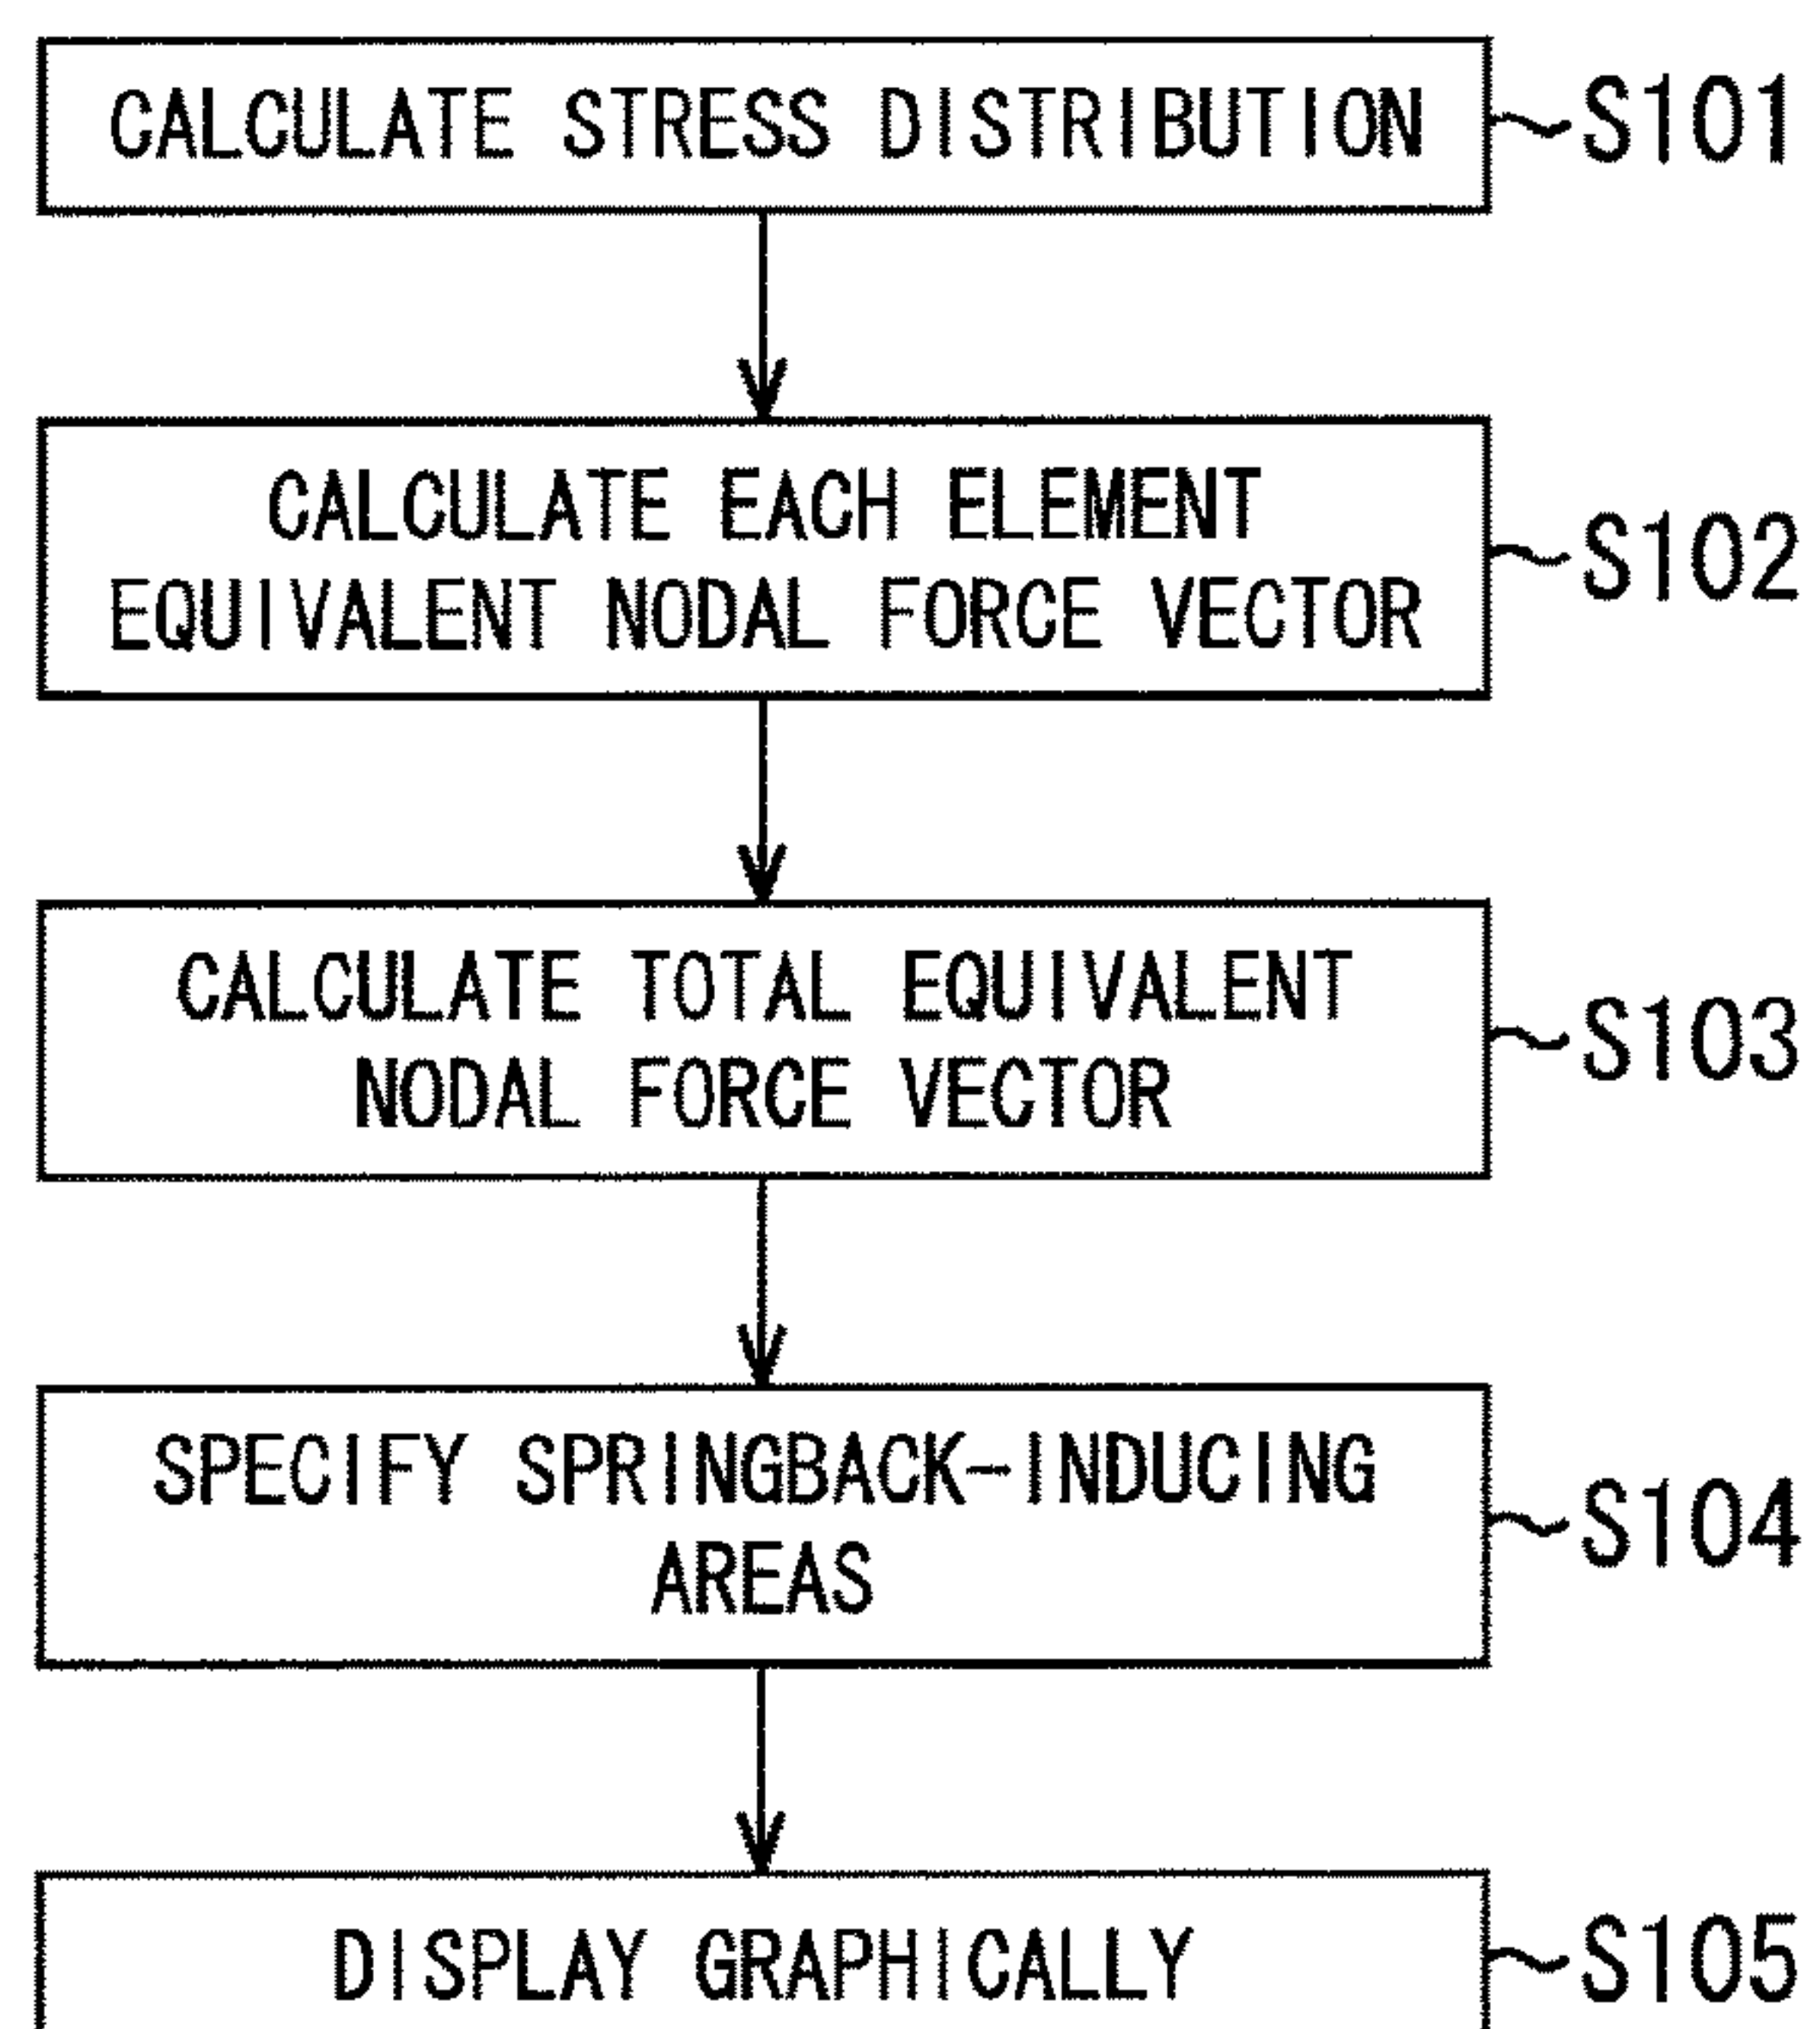 CALCULATE STRESS DISTRIBUTION
S101
CALCULATE EACH ELEMENT
EQUIVALENT NODAL FORCE VECTOR
S102
CALCULATE TOTAL EQUIVALENT
NODAL FORCE VECTOR
S103
SPECIFY SPRINGBACK-INDUCING
AREAS
S104
DISPLAY GRAPHICALLY
S105